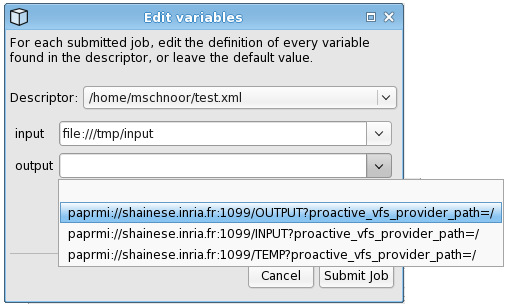 Edit variables
For each submitted job, edit the definition of every variable
found in the descriptor, or leave the default value.
Descriptor: /home/mschnoor/test.xml
input file:///tmp/input
output
paprmi://shainese.inria.fr:1099/OUTPUT?proactive_vfs_provider_path=/
paprmi://shainese.inria.fr:1099/INPUT?proactive_vfs_provider_path=/
paprmi://shainese.inria.fr:1099/TEMP?proactive_vfs_provider_path=/
Cancel Submit Job